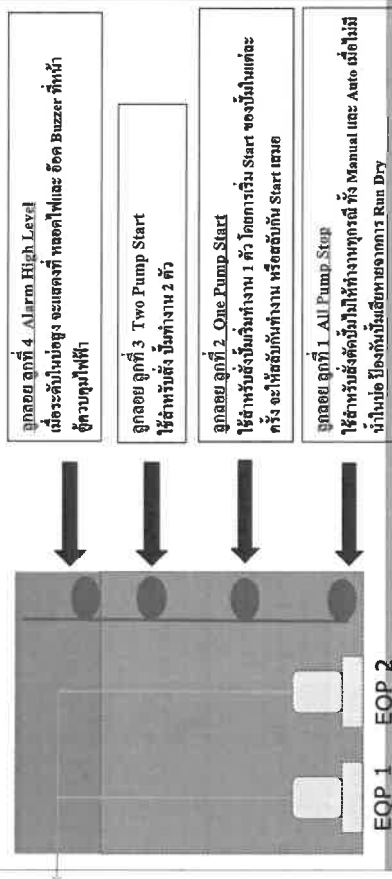 ลูกลอย ลูกที่ 4 Alarm High Level
เมื่อระดับในบ่อสูง จะแสดงที่ หลอดไฟและ อ๊อด Buzzer ที่หน้า
ตู้ควบคุมไฟฟ้า
ลูกลอย ลูกที่ 3 Two Pump Start
ใช้สำหรับสั่ง ปั๊มทำงาน 2 ตัว
ลูกลอย ลูกที่ 2 One Pump Start
ใช้สำหรับสั่งปั๊มเริ่มทำงาน 1 ตัว โดยการเริ่ม Start ของปั๊มในแต่ละ
ครั้ง จะให้สลับกันทำงาน หรือสลับกัน Start เสมอ
ลูกลอย ลูกที่ 1 All Pump Stop
ใช้สำหรับสั่งตัดปั๊มไม่ให้ทำงานทุกกรณี ทั้ง Manual และ Auto เมื่อไม่มี
น้ำในบ่อ ป้องกันปั๊มเสียหายจากการ Run Dry
EQP 1 EQP 2